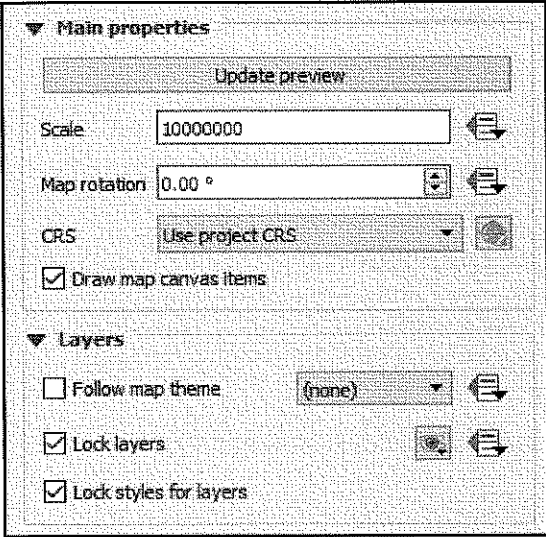 Main properties
Update preview
Scale 10000000
Map rotation 0.00 °
CRS Use project CRS
Draw map canvas items
Layers
Follow map theme (none)
Lock layers
Lock styles for layers